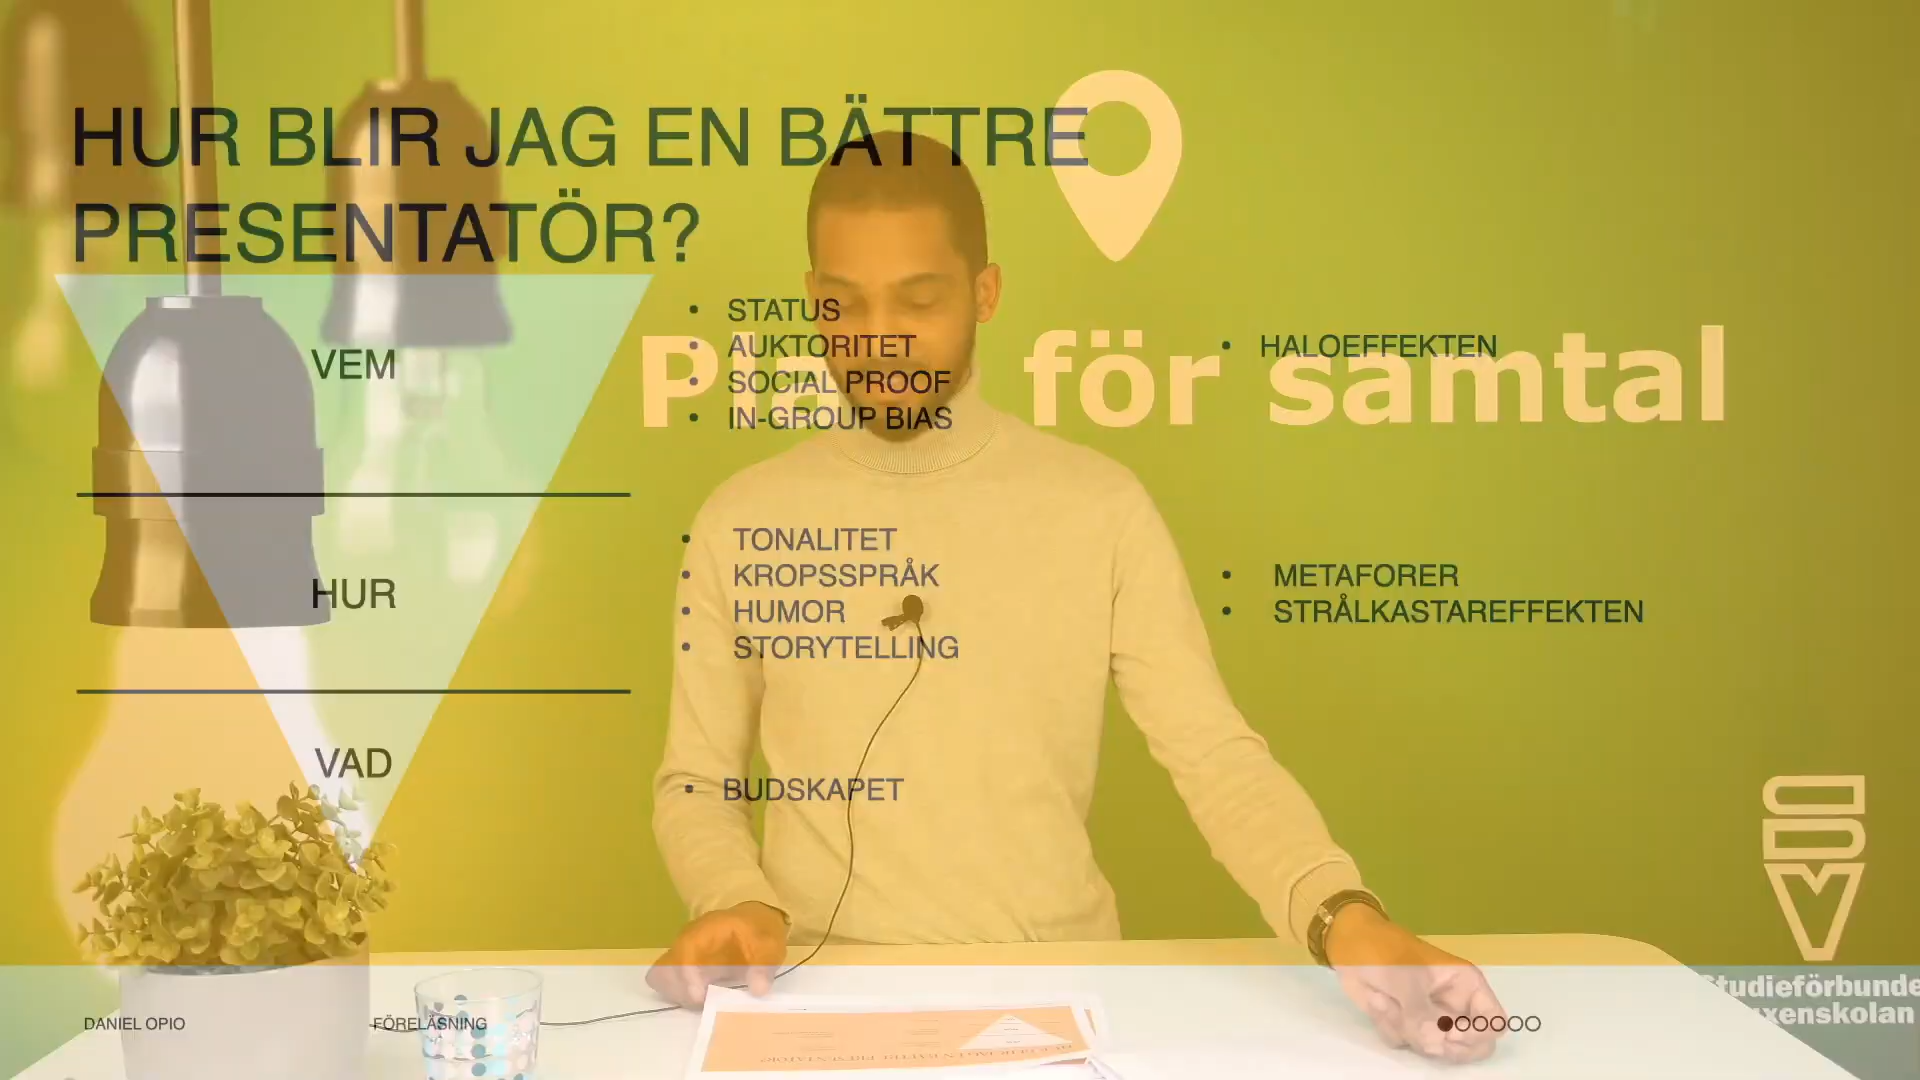 HUR BLIR JAG EN BÄTTRE
PRESENTATÖR?
VEM
• STATUS
• AUKTORITET
• SOCIAL PROOF
• IN-GROUP BIAS
• HALOEFFEKTEN
för samtal
HUR
• TONALITET
• KROPSSPRÅK
• HUMOR
• STORYTELLING
• METAFORER
• STRÅLKASTAREFFEKTEN
VAD
• BUDSKAPET
DANIEL OPIO
FÖRELÄSNING